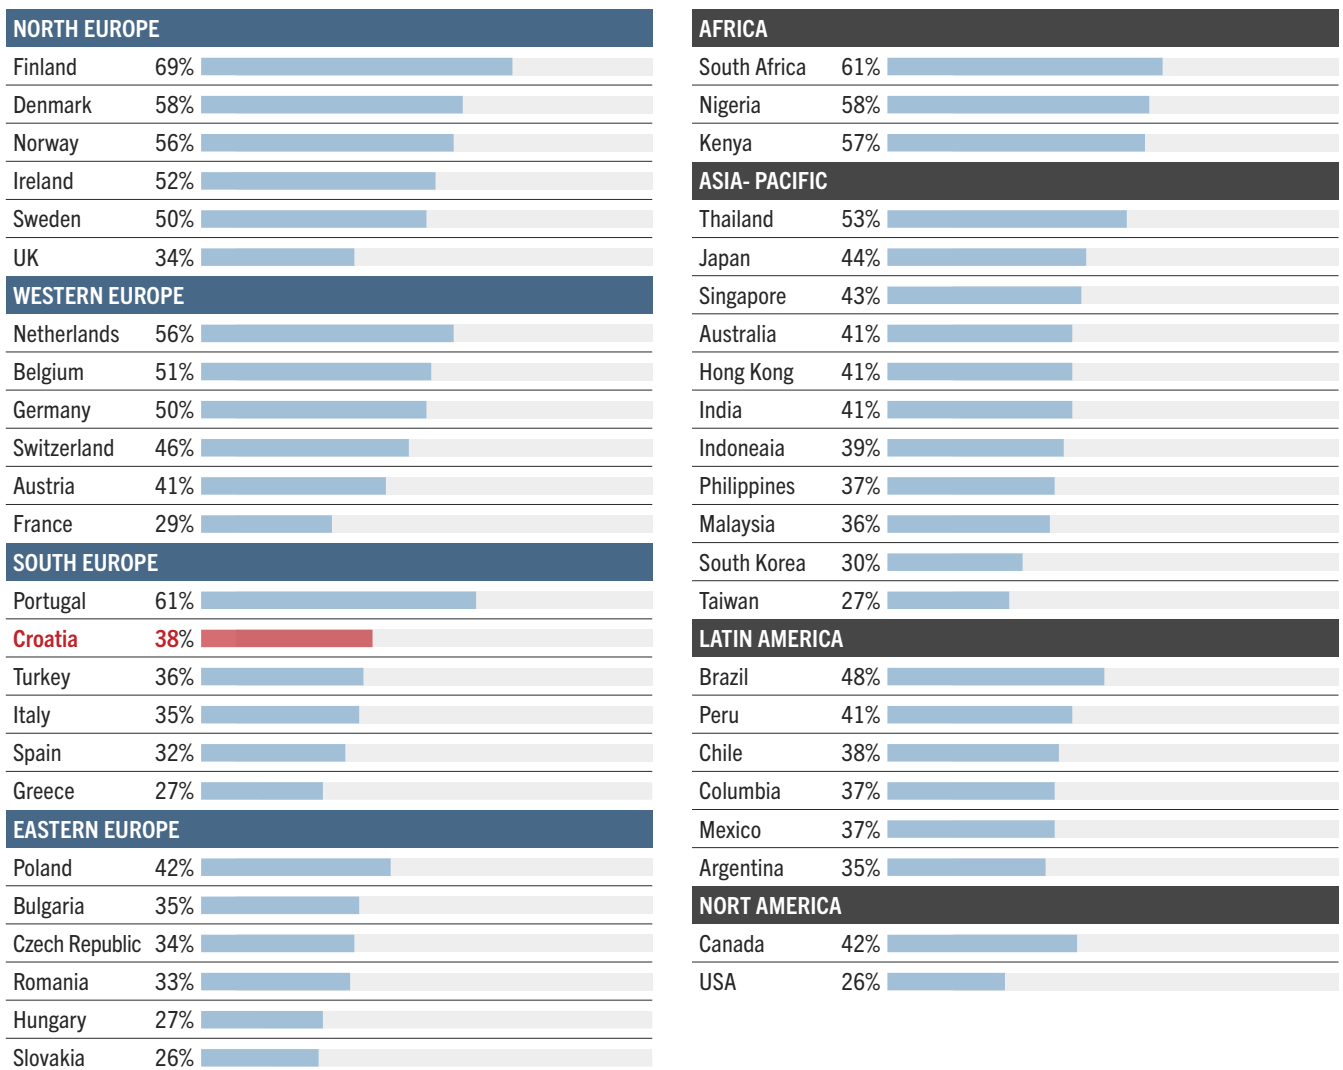 NORTH EUROPE
Finland 69%
Denmark 58%
Norway 56%
Ireland 52%
Sweden 50%
UK 34%
WESTERN EUROPE
Netherlands 56%
Belgium 51%
Germany 50%
Switzerland 46%
Austria 41%
France 29%
SOUTH EUROPE
Portugal 61%
Croatia 38%
Turkey 36%
Italy 35%
Spain 32%
Greece 27%
EASTERN EUROPE
Poland 42%
Bulgaria 35%
Czech Republic 34%
Romania 33%
Hungary 27%
Slovakia 26%
AFRICA
South Africa 61%
Nigeria 58%
Kenya 57%
ASIA- PACIFIC
Thailand 53%
Japan 44%
Singapore 43%
Australia 41%
Hong Kong 41%
India 41%
Indoneaia 39%
Philippines 37%
Malaysia 36%
South Korea 30%
Taiwan 27%
LATIN AMERICA
Brazil 48%
Peru 41%
Chile 38%
Columbia 37%
Mexico 37%
Argentina 35%
NORT AMERICA
Canada 42%
USA 26%